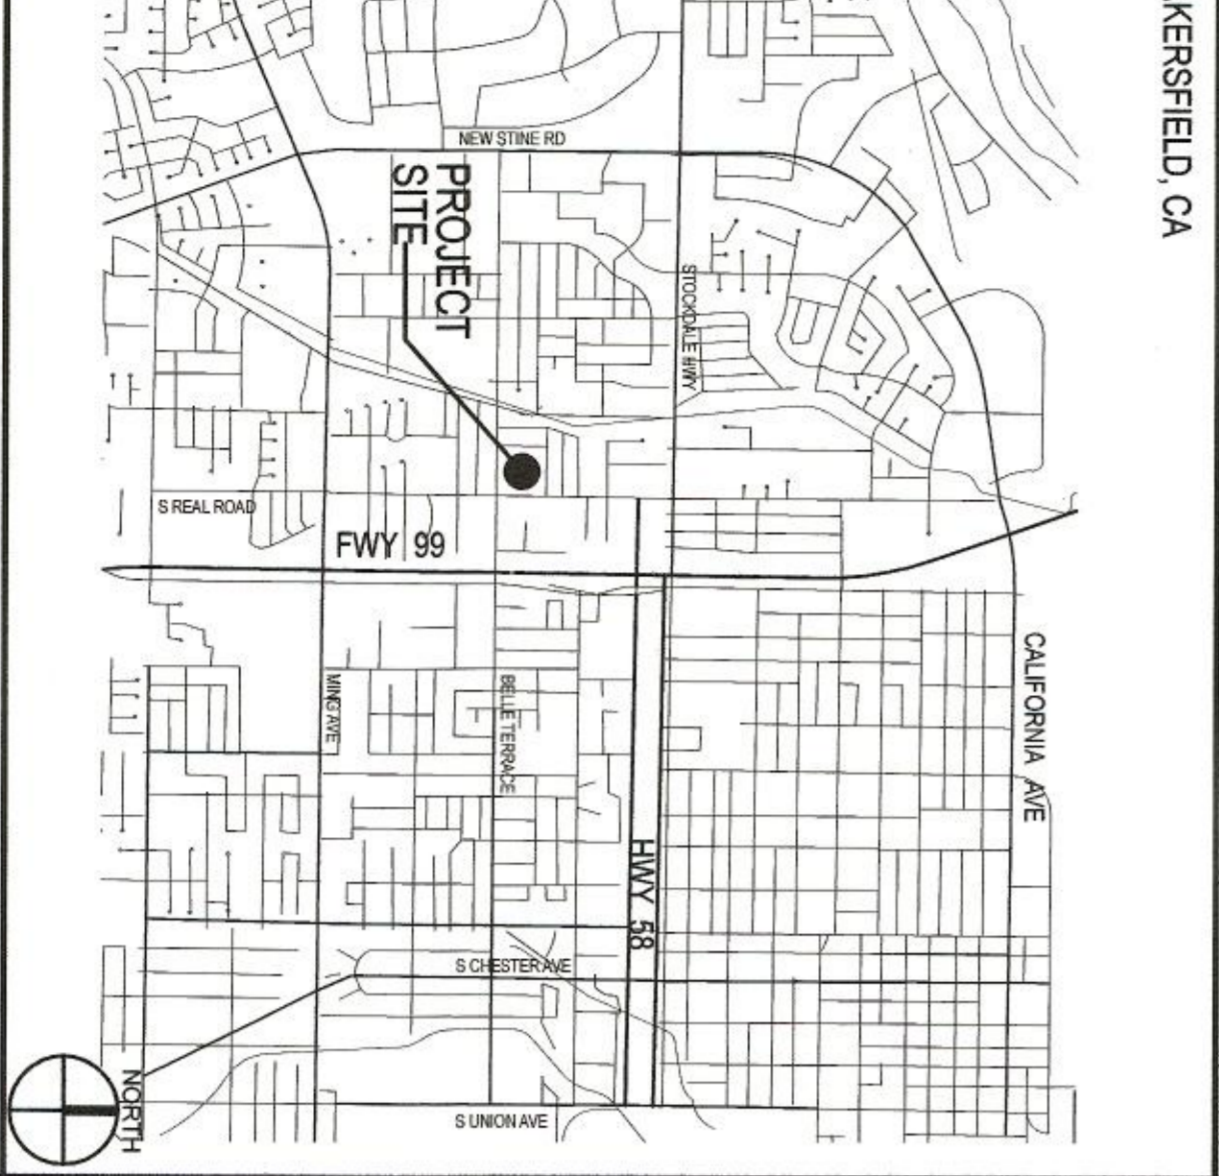 AKERSFIELD, CA
NEW STINE RD
PROJECT
SITE
STOCKDALE HWY
S REAL ROAD
FWY 99
CALIFORNIA AVE
MING AVE
BELLE TERRACE
HWY 58
S CHESTER AVE
S UNION AVE
NORTH